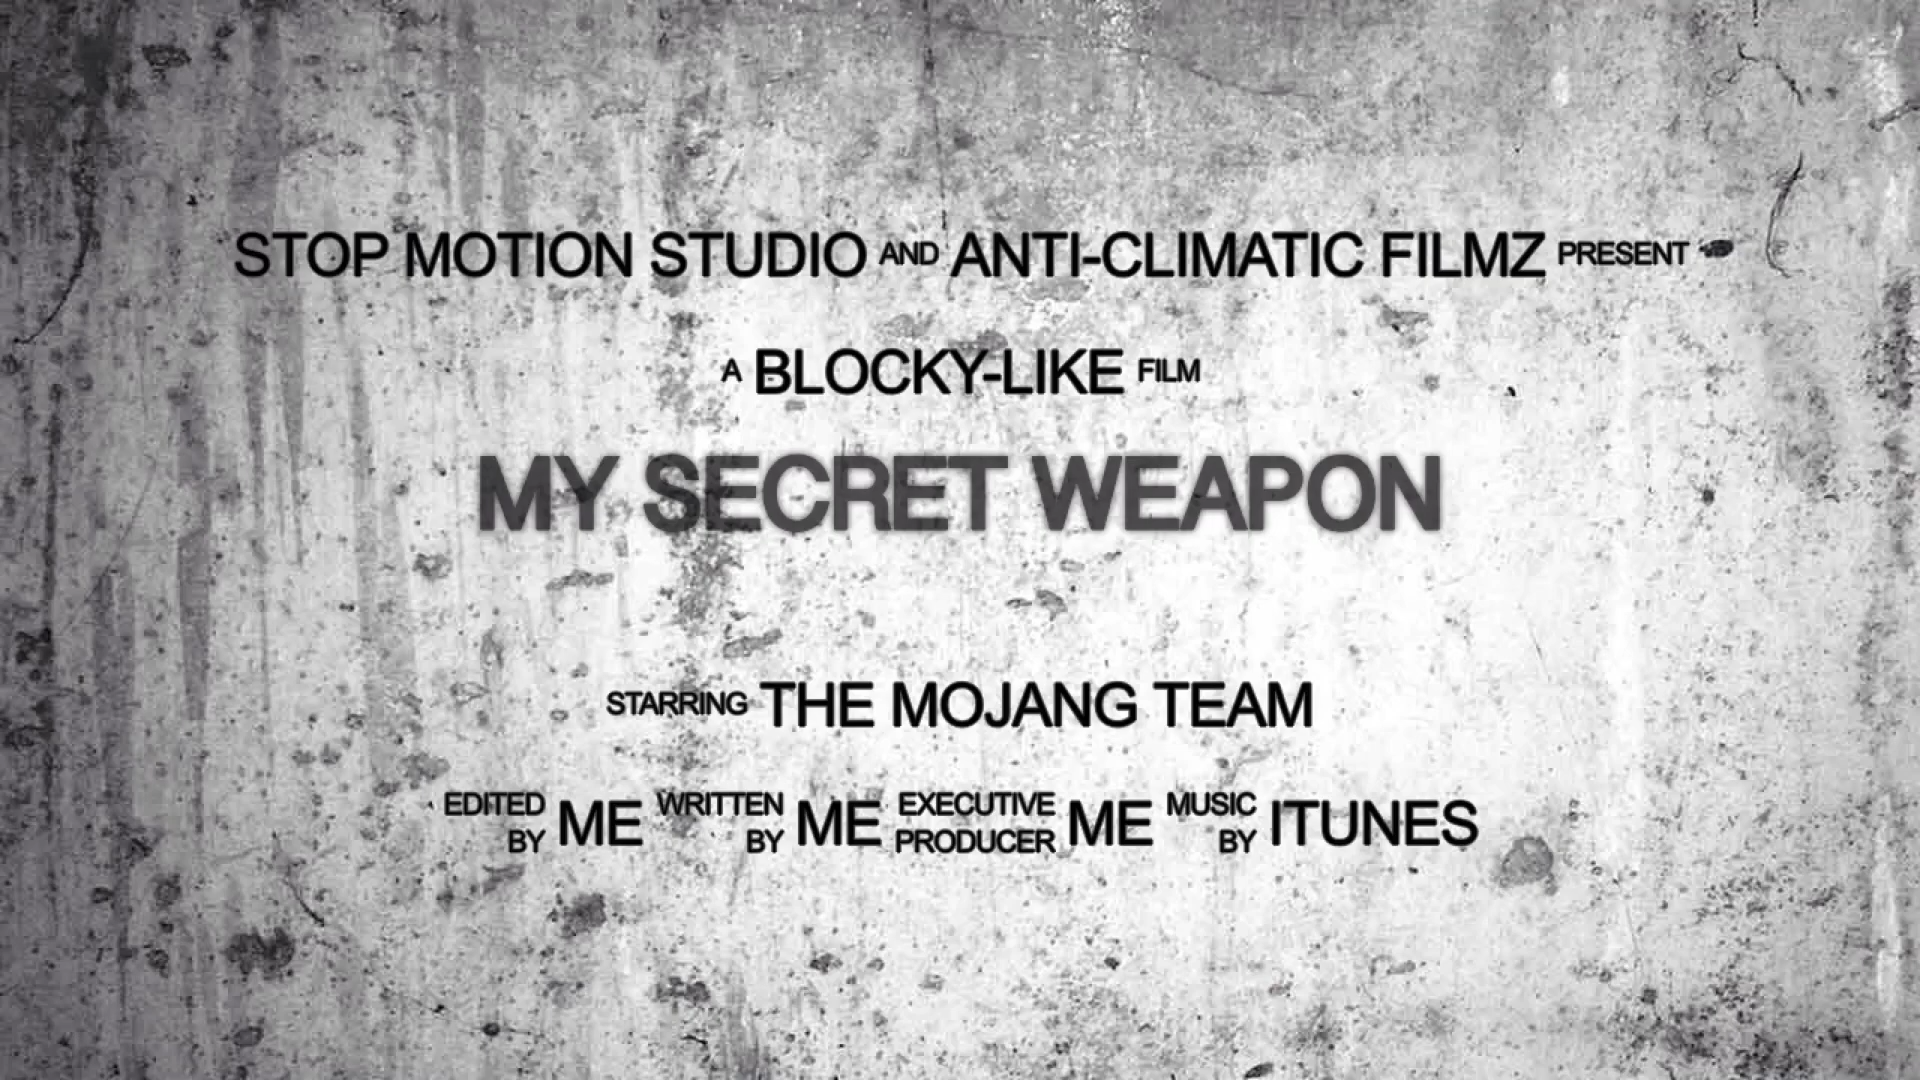 STOP MOTION STUDIO AND ANTI-CLIMATIC FILMZ PRESENT
A BLOCKY-LIKE FILM
MY SECRET WEAPON
STARRING THE MOJANG TEAM
EDITED BY ME WRITTEN BY ME EXECUTIVE PRODUCER ME MUSIC BY ITUNES